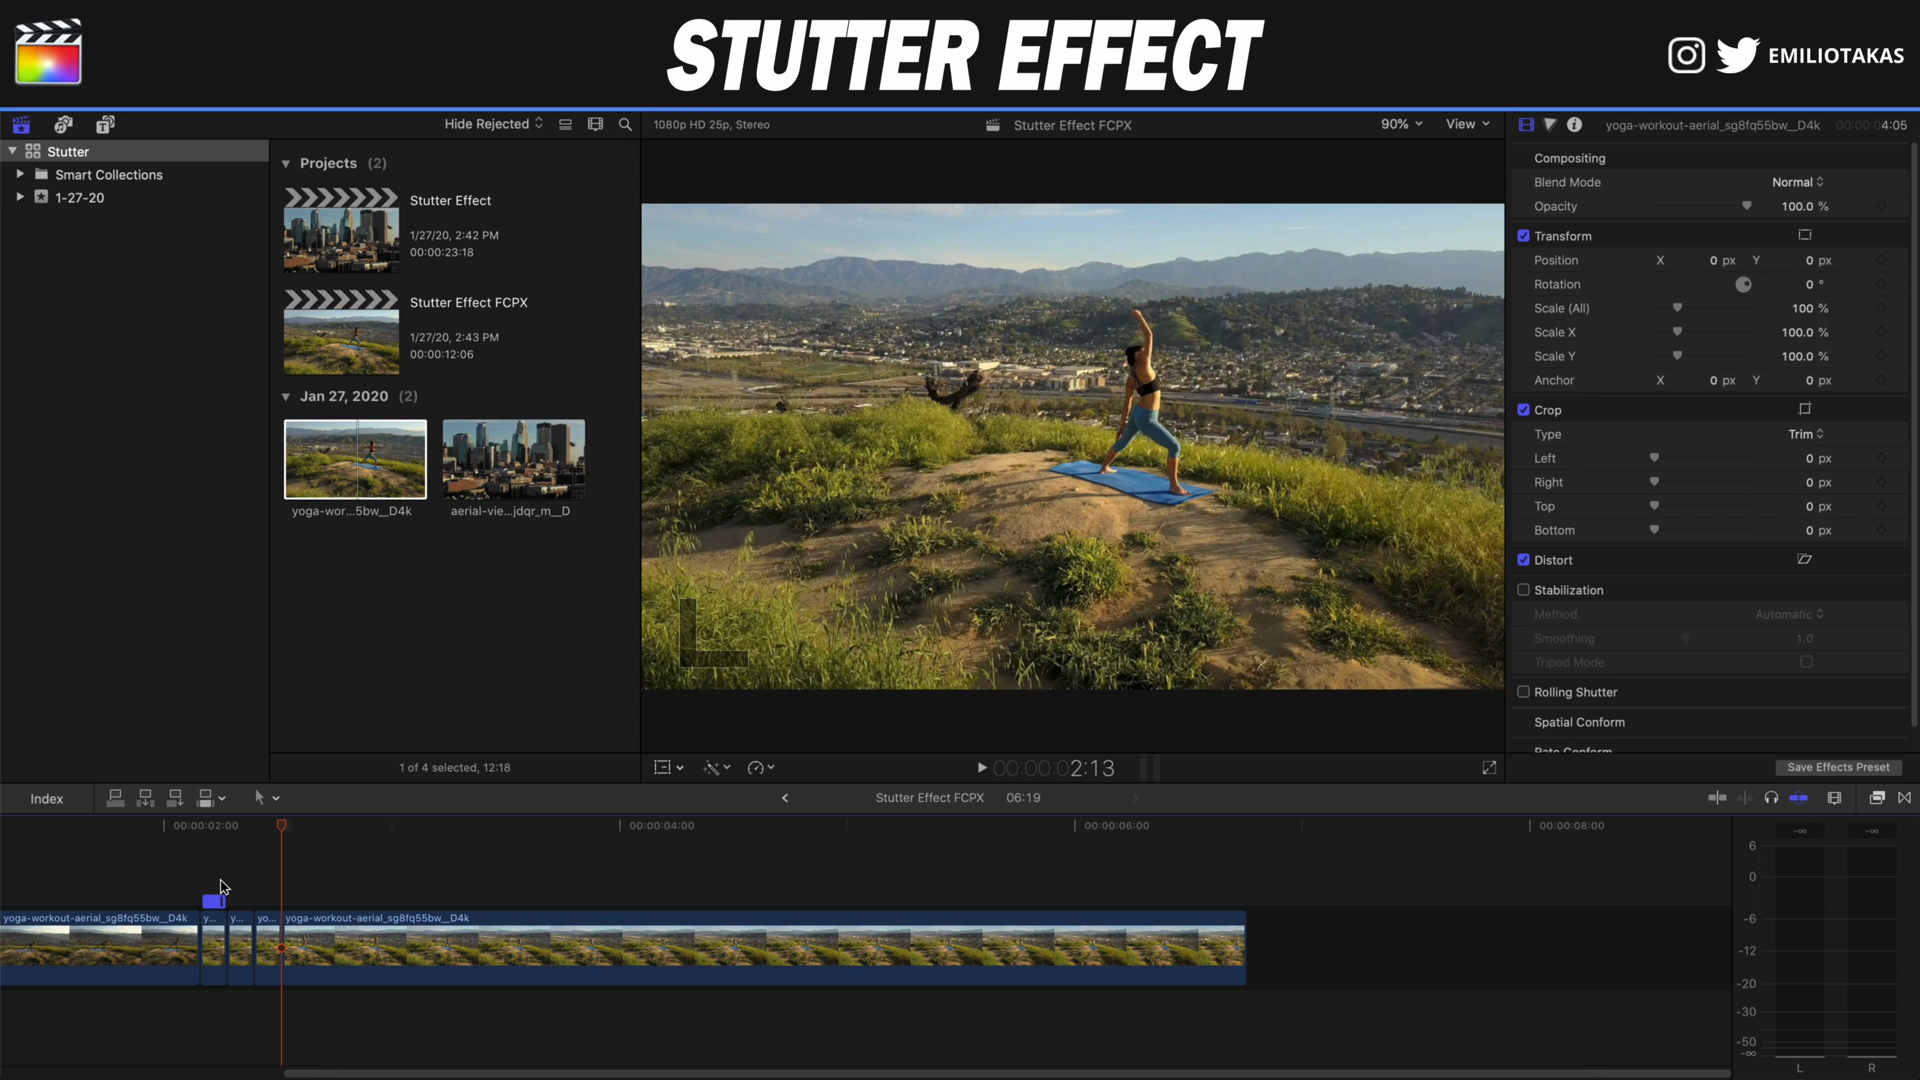 STUTTER EFFECT
EMILIOTAKAS
Hide Rejected
1080p HD 25p, Stereo
Stutter Effect FCPX
90%
View
yoga-workout-aerial_sg8fq55bw__D4k
00:00:04:05
Stutter
Smart Collections
1-27-20
Projects (2)
Stutter Effect
1/27/20, 2:42 PM
00:00:23:18
Stutter Effect FCPX
1/27/20, 2:43 PM
00:00:12:06
Jan 27, 2020 (2)
yoga-wor...5bw__D4k
aerial-vie...jdqr_m__D
1 of 4 selected, 12:18
L
00:00:02:13
Compositing
Blend Mode Normal
Opacity 100.0 %
Transform
Position X 0 px Y 0 px
Rotation 0 °
Scale (All) 100 %
Scale X 100.0 %
Scale Y 100.0 %
Anchor X 0 px Y 0 px
Crop
Type Trim
Left 0 px
Right 0 px
Top 0 px
Bottom 0 px
Distort
Stabilization
Method Automatic
Smoothing 1.0
Tripod Mode
Rolling Shutter
Spatial Conform
Rate Conform
Save Effects Preset
Index
Stutter Effect FCPX 06:19
00:00:02:00
00:00:04:00
00:00:06:00
00:00:08:00
yoga-workout-aerial_sg8fq55bw__D4k
y...
y...
yo...
yoga-workout-aerial_sg8fq55bw__D4k
-∞ -∞
6
0
-6
-12
-20
-30
-50
-∞
L R